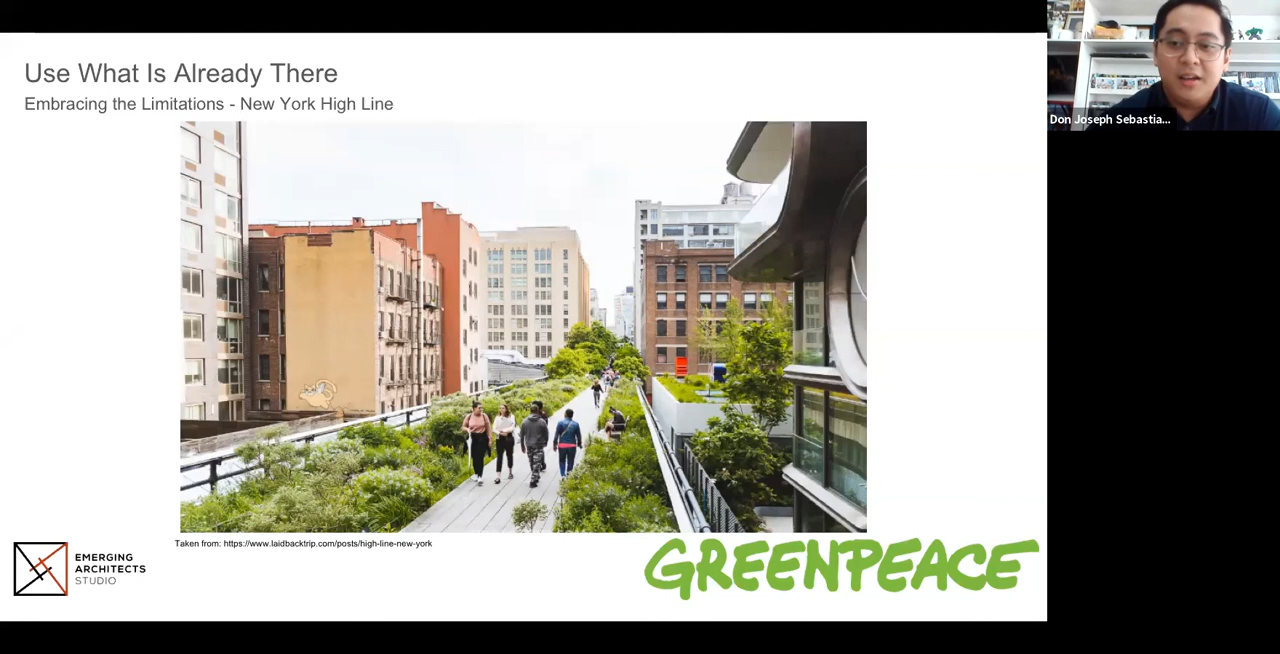 Use What Is Already There
Embracing the Limitations - New York High Line
Don Joseph Sebastia...
Taken from: https://www.laidbacktrip.com/posts/high-line-new-york
EMERGING
ARCHITECTS
STUDIO
GREENPEACE